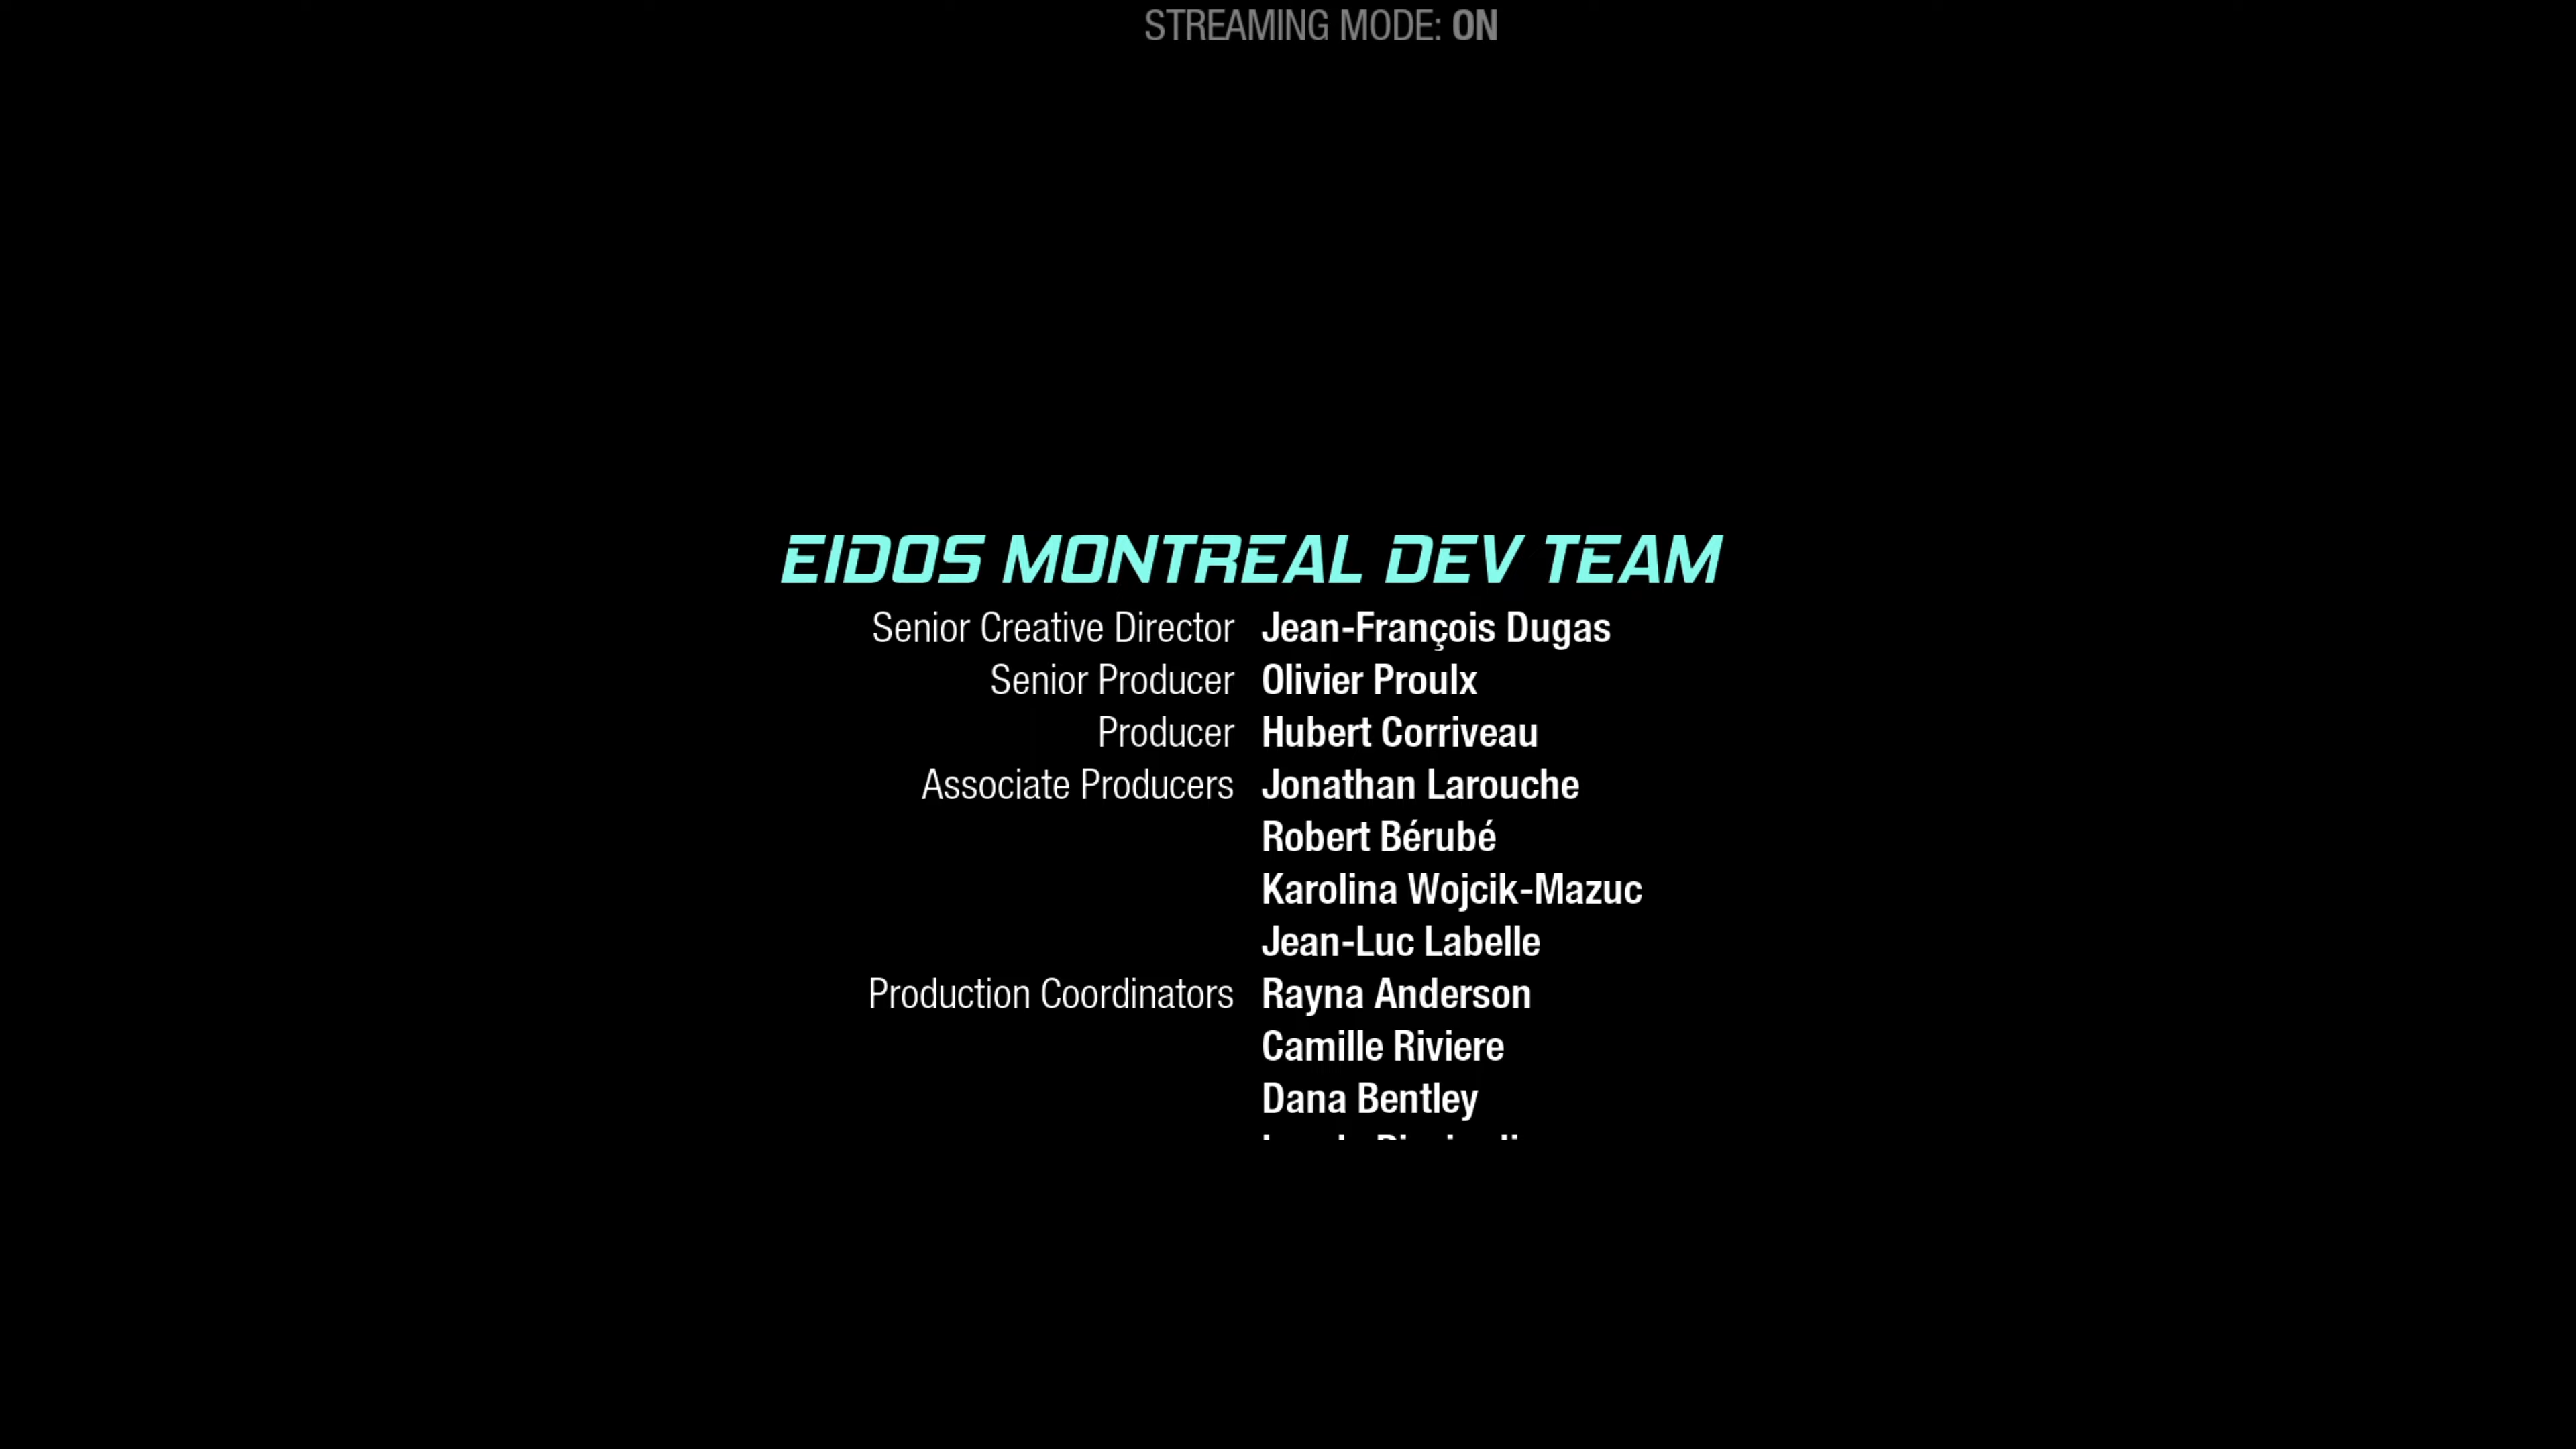 STREAMING MODE: ON
EIDOS MONTREAL DEV TEAM
Senior Creative Director Jean-François Dugas
Senior Producer Olivier Proulx
Producer Hubert Corriveau
Associate Producers Jonathan Larouche
Robert Bérubé
Karolina Wojcik-Mazuc
Jean-Luc Labelle
Production Coordinators Rayna Anderson
Camille Riviere
Dana Bentley